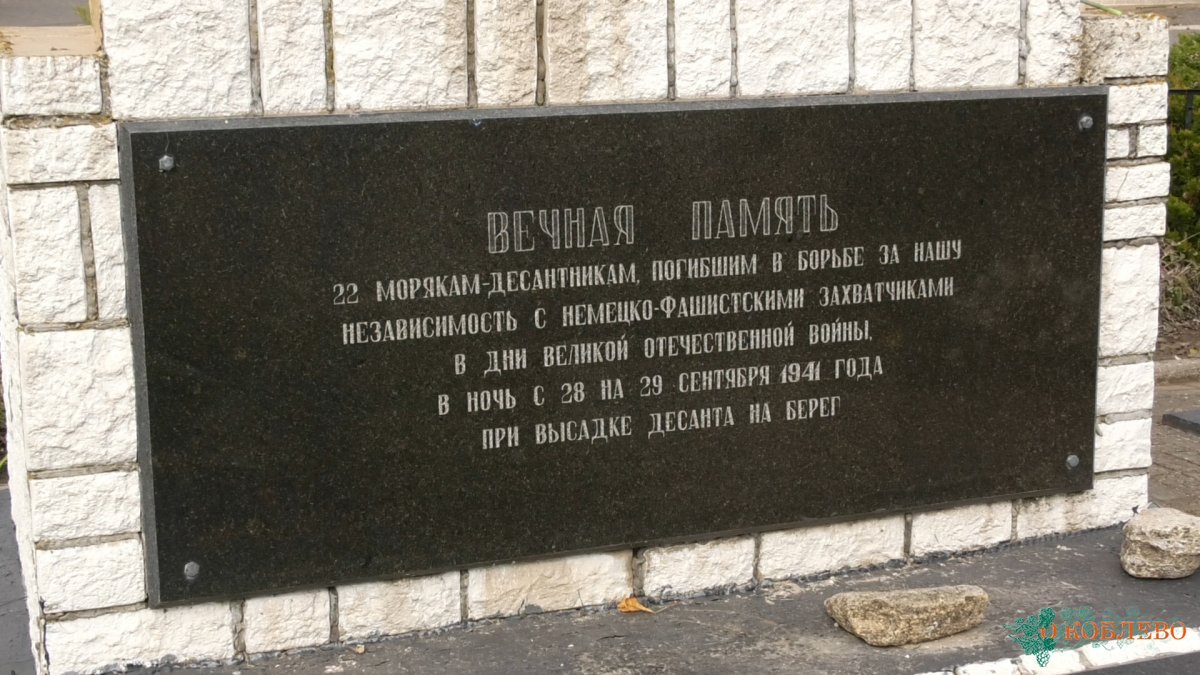 ВЕЧНАЯ ПАМЯТЬ
22 МОРЯКАМ-ДЕСАНТНИКАМ, ПОГИБШИМ В БОРЬБЕ ЗА НАШУ
НЕЗАВИСИМОСТЬ С НЕМЕЦКО-ФАШИСТСКИМИ ЗАХВАТЧИКАМИ
В ДНИ ВЕЛИКОЙ ОТЕЧЕСТВЕННОЙ ВОЙНЫ,
В НОЧЬ С 28 НА 29 СЕНТЯБРЯ 1941 ГОДА
ПРИ ВЫСАДКЕ ДЕСАНТА НА БЕРЕГ
О КОБЛЕВО